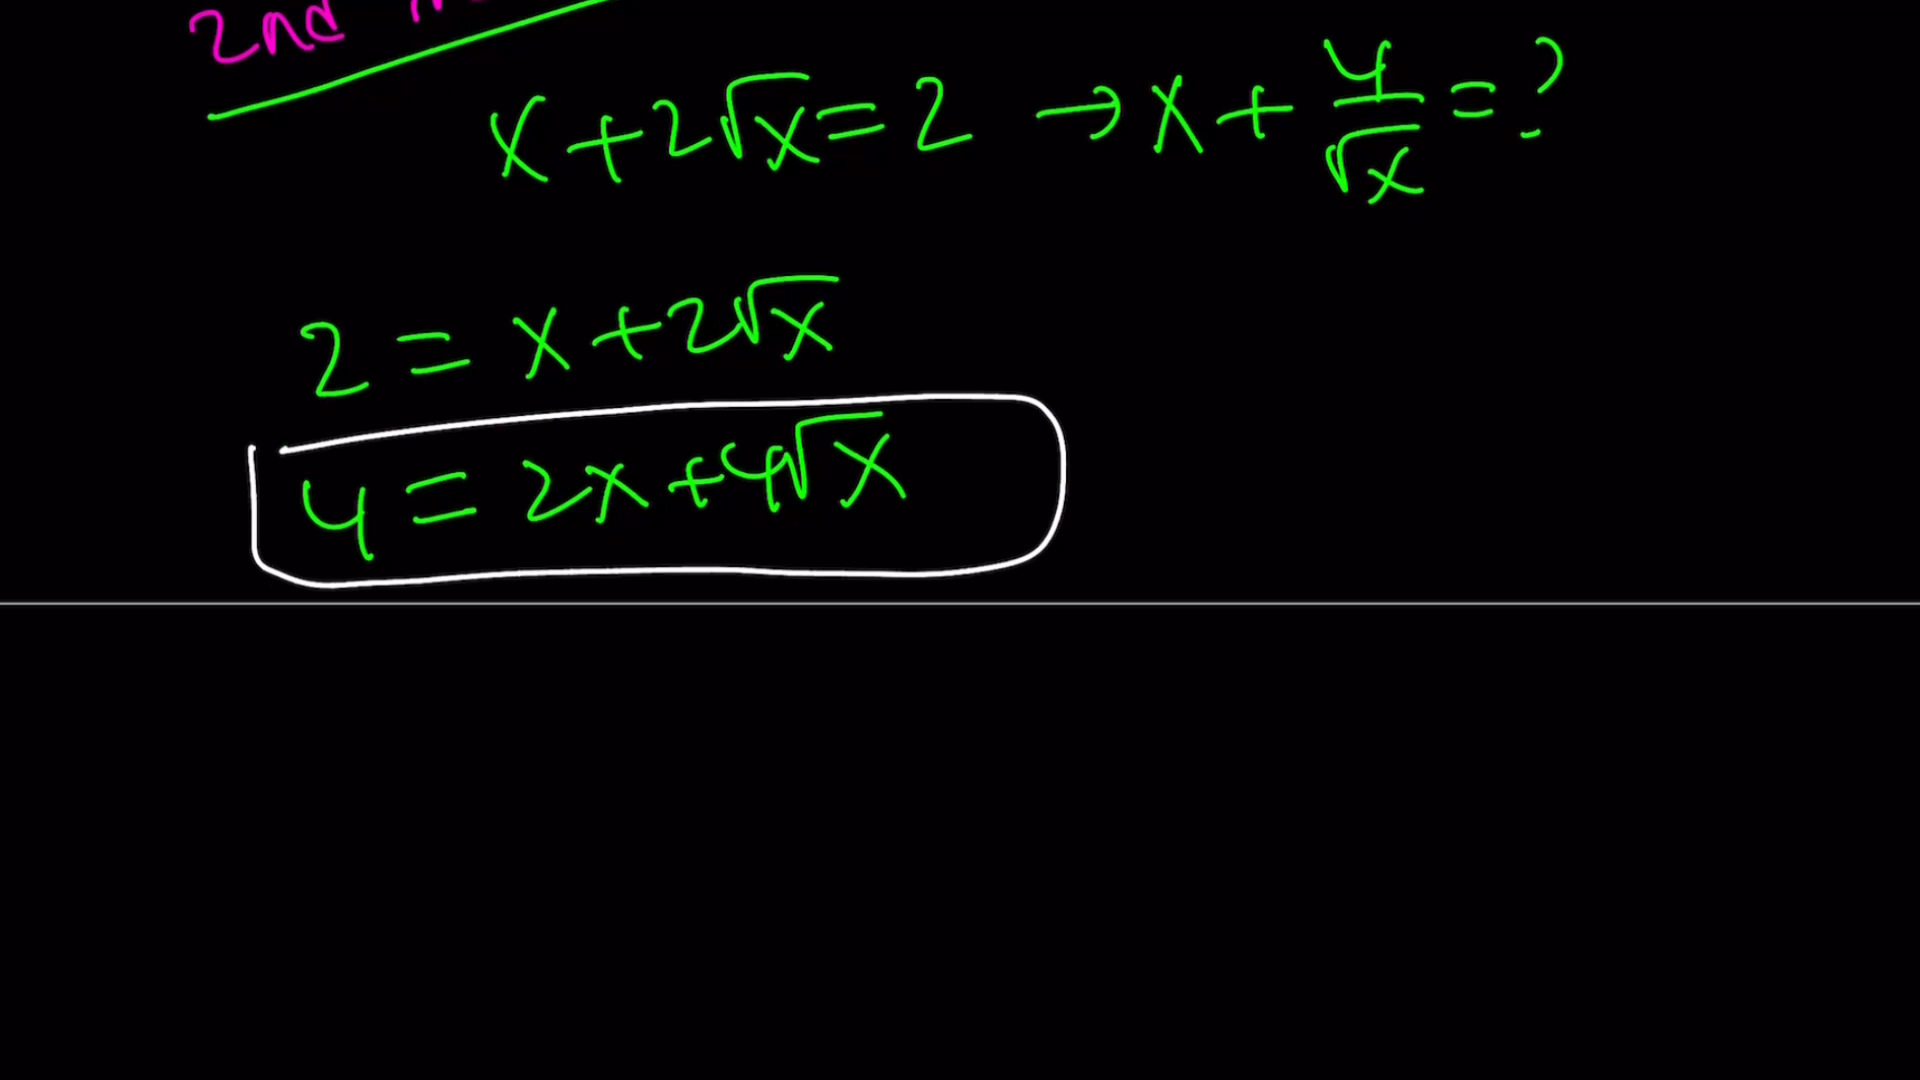 2nd
x + 2√x = 2 → x + 4/√x = ?
2 = x + 2√x
4 = 2x + 4√x